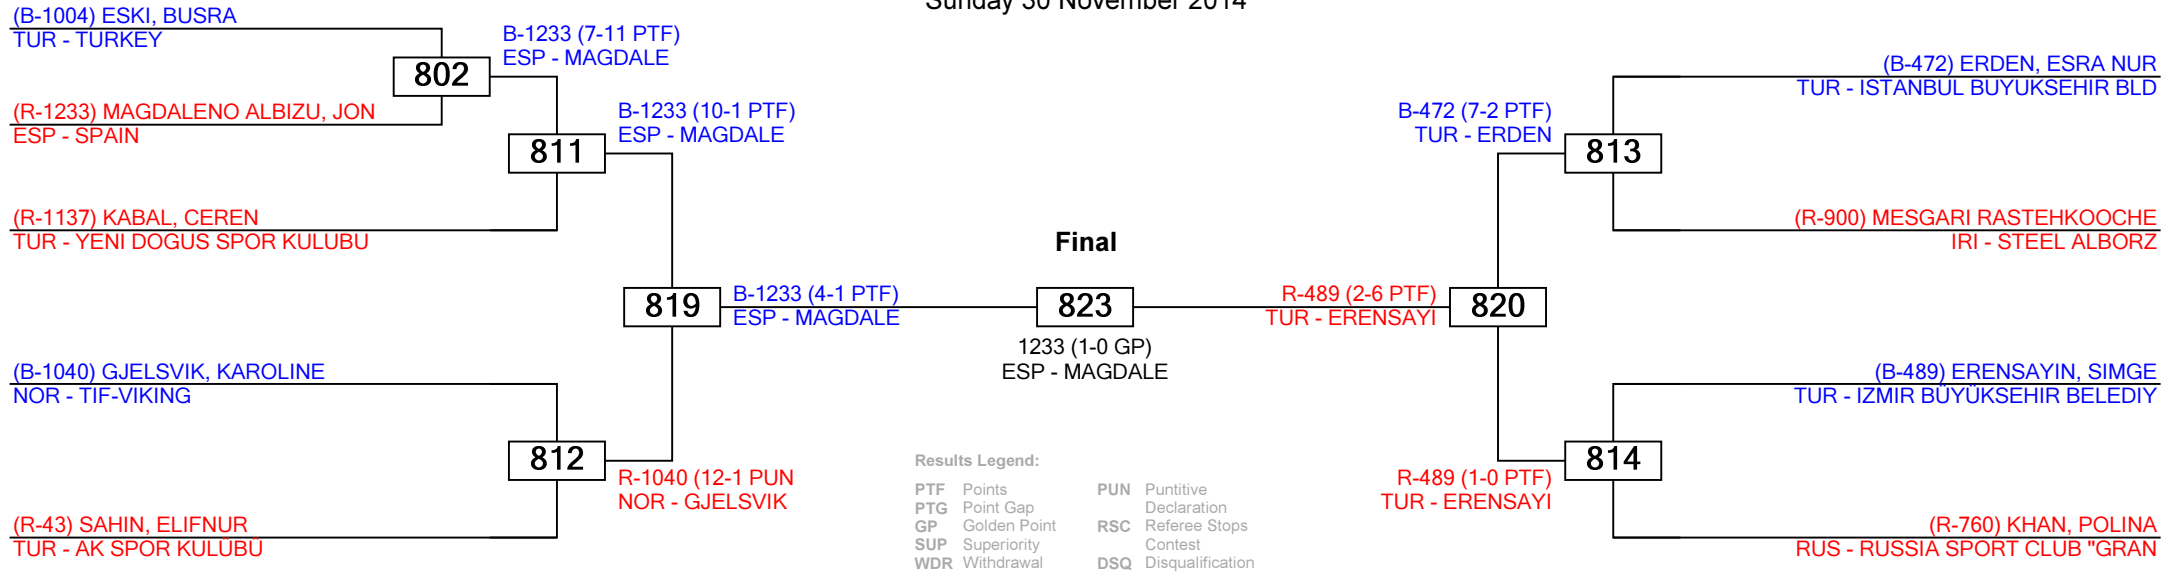 Sunday 30 November 2014
(B-1004) ESKI, BUSRA
TUR - TURKEY
802
(R-1233) MAGDALENO ALBIZU, JON
ESP - SPAIN
B-1233 (7-11 PTF)
ESP - MAGDALE
811
(R-1137) KABAL, CEREN
TUR - YENI DOGUS SPOR KULUBU
B-1233 (10-1 PTF)
ESP - MAGDALE
819
B-1233 (4-1 PTF)
ESP - MAGDALE
(B-1040) GJELSVIK, KAROLINE
NOR - TIF-VIKING
812
(R-43) SAHIN, ELIFNUR
TUR - AK SPOR KULÜBÜ
R-1040 (12-1 PUN
NOR - GJELSVIK
Final
823
1233 (1-0 GP)
ESP - MAGDALE
(B-472) ERDEN, ESRA NUR
TUR - ISTANBUL BUYUKSEHIR BLD
B-472 (7-2 PTF)
TUR - ERDEN
813
(R-900) MESGARI RASTEHKOOCHE
IRI - STEEL ALBORZ
R-489 (2-6 PTF)
TUR - ERENSAYI
820
(B-489) ERENSAYIN, SIMGE
TUR - IZMIR BÜYÜKSEHIR BELEDIY
814
R-489 (1-0 PTF)
TUR - ERENSAYI
(R-760) KHAN, POLINA
RUS - RUSSIA SPORT CLUB "GRAN
Results Legend:
PTF Points
PTG Point Gap
GP Golden Point
SUP Superiority
WDR Withdrawal
PUN Puntitive
Declaration
RSC Referee Stops
Contest
DSQ Disqualification